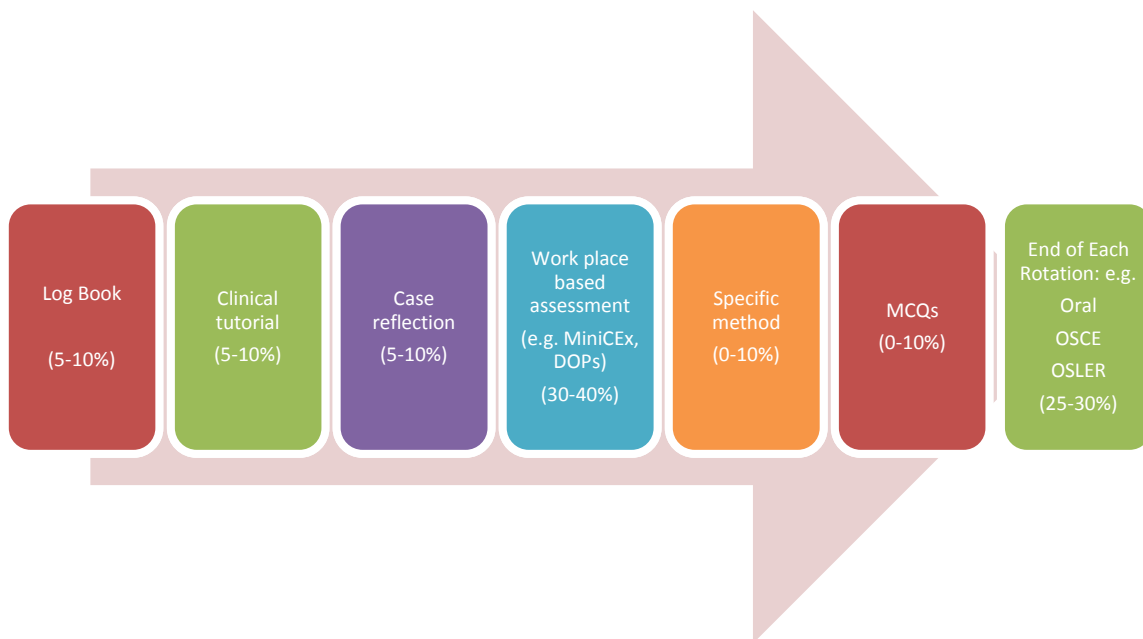 Log Book
(5-10%)
Clinical
tutorial
(5-10%)
Case
reflection
(5-10%)
Work place
based
assessment
(e.g. MiniCEx,
DOPs)
(30-40%)
Specific
method
(0-10%)
MCQs
(0-10%)
End of Each
Rotation: e.g.
Oral
OSCE
OSLER
(25-30%)